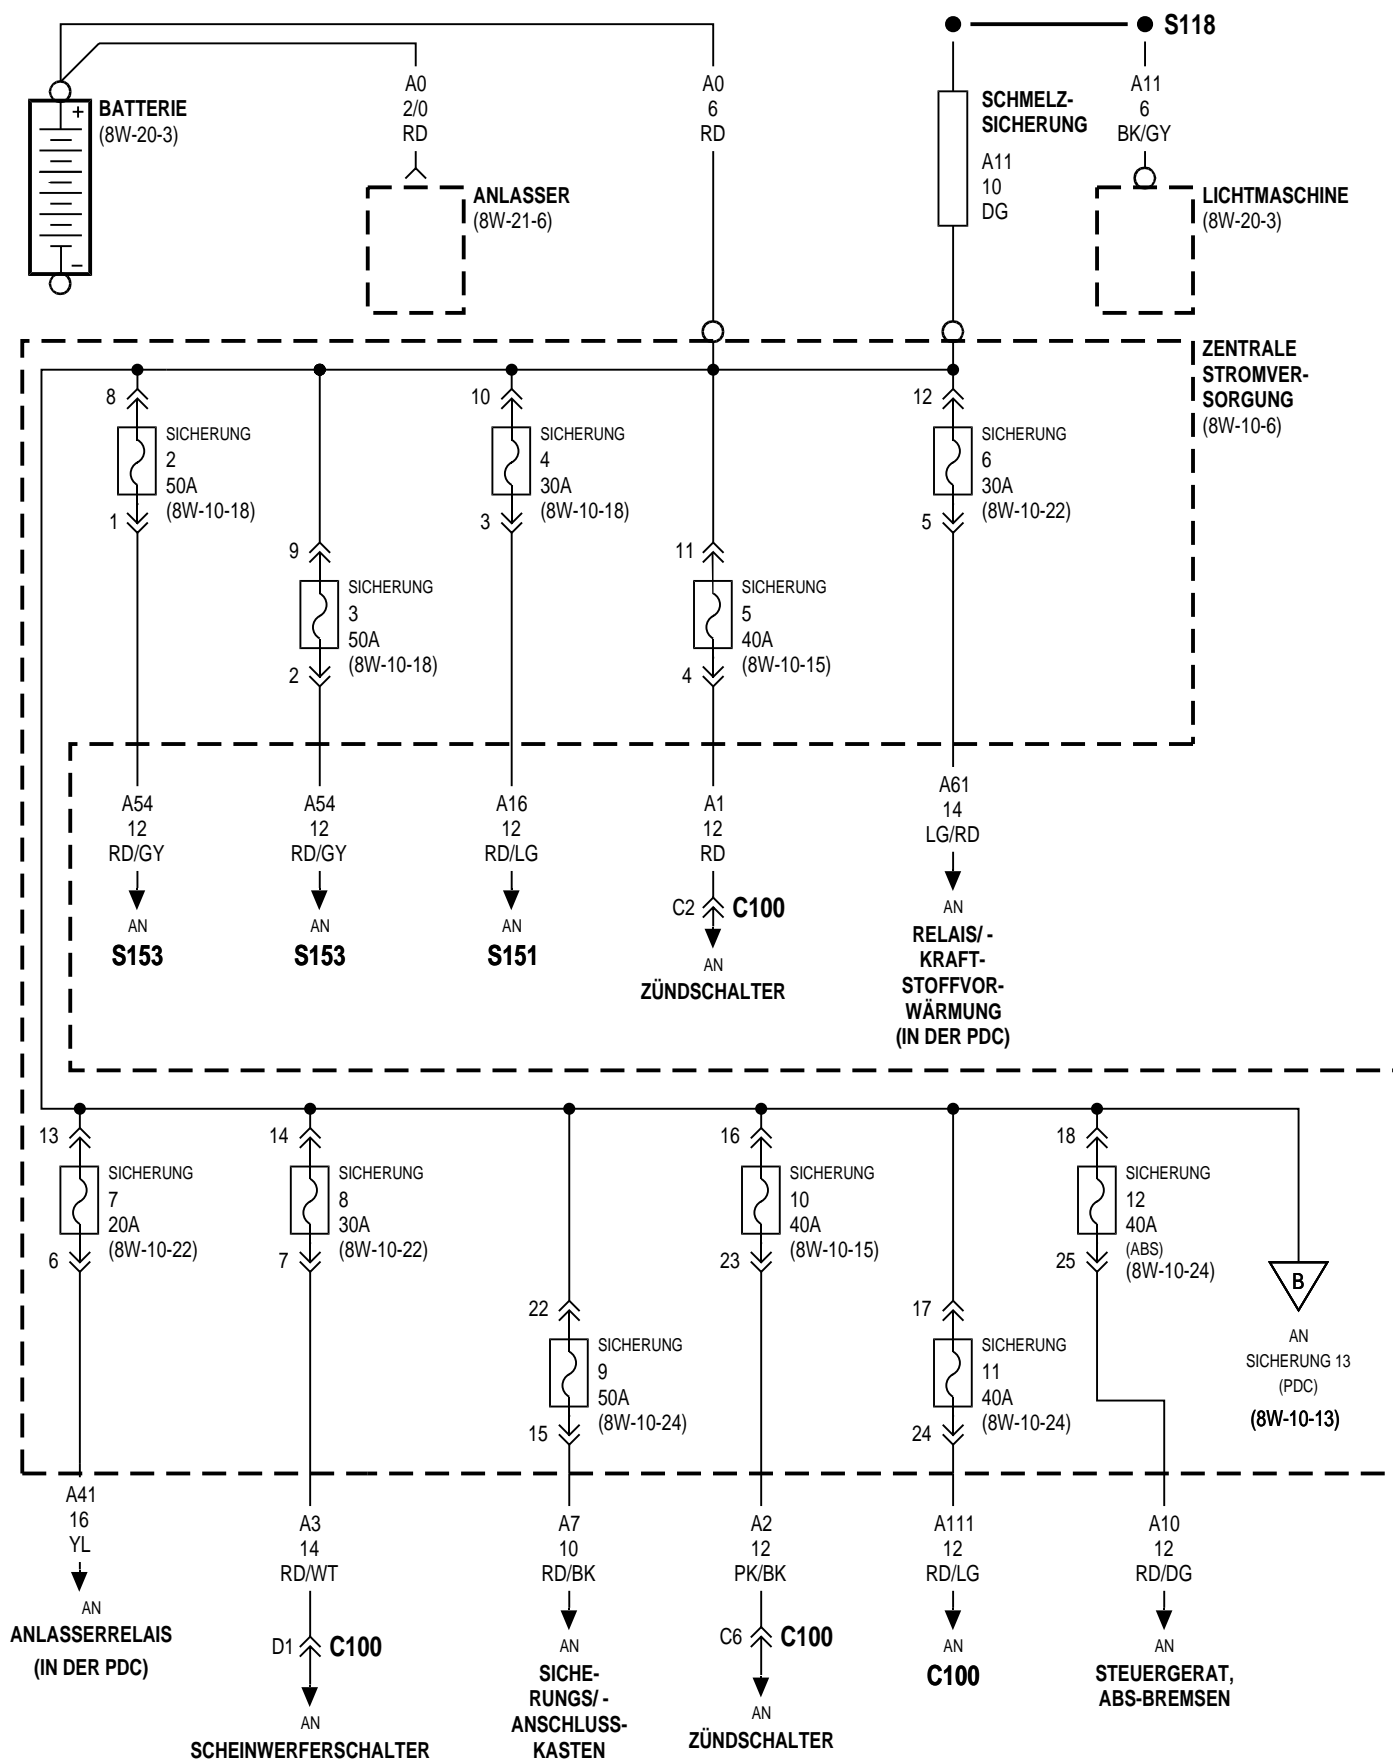 S118
A0
2/0
RD
A0
6
RD
A11
6
BK/GY
+
−
BATTERIE
(8W-20-3)
SCHMELZ-
SICHERUNG
A11
10
DG
ANLASSER
(8W-21-6)
LICHTMASCHINE
(8W-20-3)
ZENTRALE
STROMVER-
SORGUNG
(8W-10-6)
8
SICHERUNG
2
50A
(8W-10-18)
1
9
SICHERUNG
3
50A
(8W-10-18)
2
10
SICHERUNG
4
30A
(8W-10-18)
3
11
SICHERUNG
5
40A
(8W-10-15)
4
12
SICHERUNG
6
30A
(8W-10-22)
5
A54
12
RD/GY
AN
S153
A54
12
RD/GY
AN
S153
A16
12
RD/LG
AN
S151
A1
12
RD
C2
C100
AN
ZÜNDSCHALTER
A61
14
LG/RD
AN
RELAIS/ -
KRAFT-
STOFFVOR-
WÄRMUNG
(IN DER PDC)
13
SICHERUNG
7
20A
(8W-10-22)
6
14
SICHERUNG
8
30A
(8W-10-22)
7
22
SICHERUNG
9
50A
(8W-10-24)
15
16
SICHERUNG
10
40A
(8W-10-15)
23
17
SICHERUNG
11
40A
(8W-10-24)
24
18
SICHERUNG
12
40A
(ABS)
(8W-10-24)
25
B
AN
SICHERUNG 13
(PDC)
(8W-10-13)
A41
16
YL
AN
ANLASSERRELAIS
(IN DER PDC)
A3
14
RD/WT
D1
C100
AN
SCHEINWERFERSCHALTER
A7
10
RD/BK
AN
SICHE-
RUNGS/ -
ANSCHLUSS-
KASTEN
A2
12
PK/BK
C6
C100
AN
ZÜNDSCHALTER
A111
12
RD/LG
AN
C100
A10
12
RD/DG
AN
STEUERGERAT,
ABS-BREMSEN